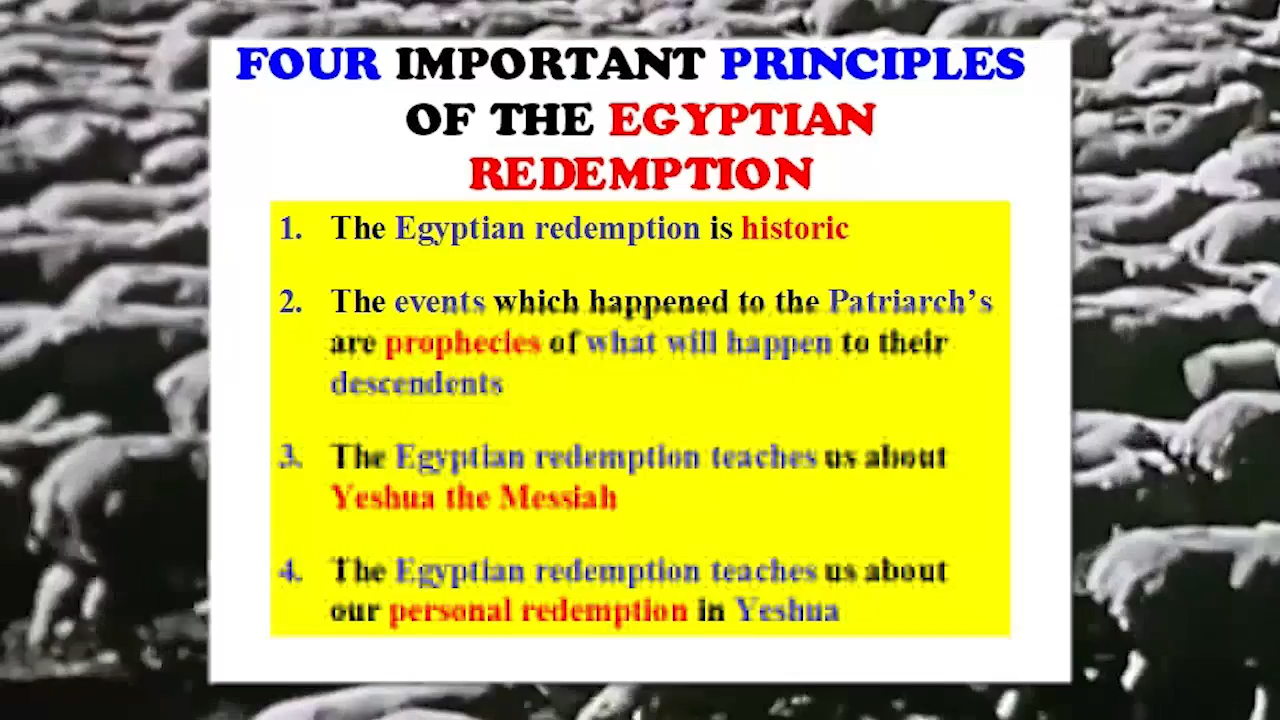 FOUR IMPORTANT PRINCIPLES
OF THE EGYPTIAN
REDEMPTION
1. The Egyptian redemption is historic
2. The events which happened to the Patriarch’s
are prophecies of what will happen to their
descendents
3. The Egyptian redemption teaches us about
Yeshua the Messiah
4. The Egyptian redemption teaches us about
our personal redemption in Yeshua